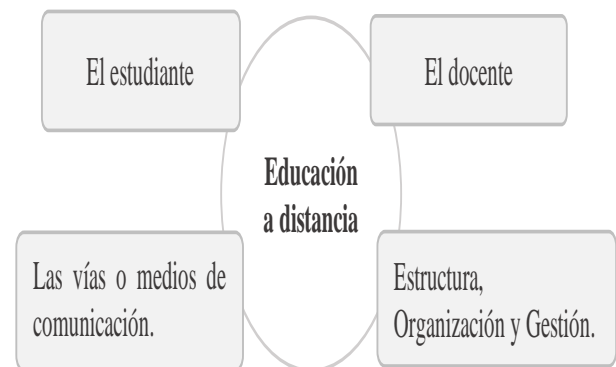 El estudiante
El docente
Educación
a distancia
Las vías o medios de
comunicación.
Estructura,
Organización y Gestión.